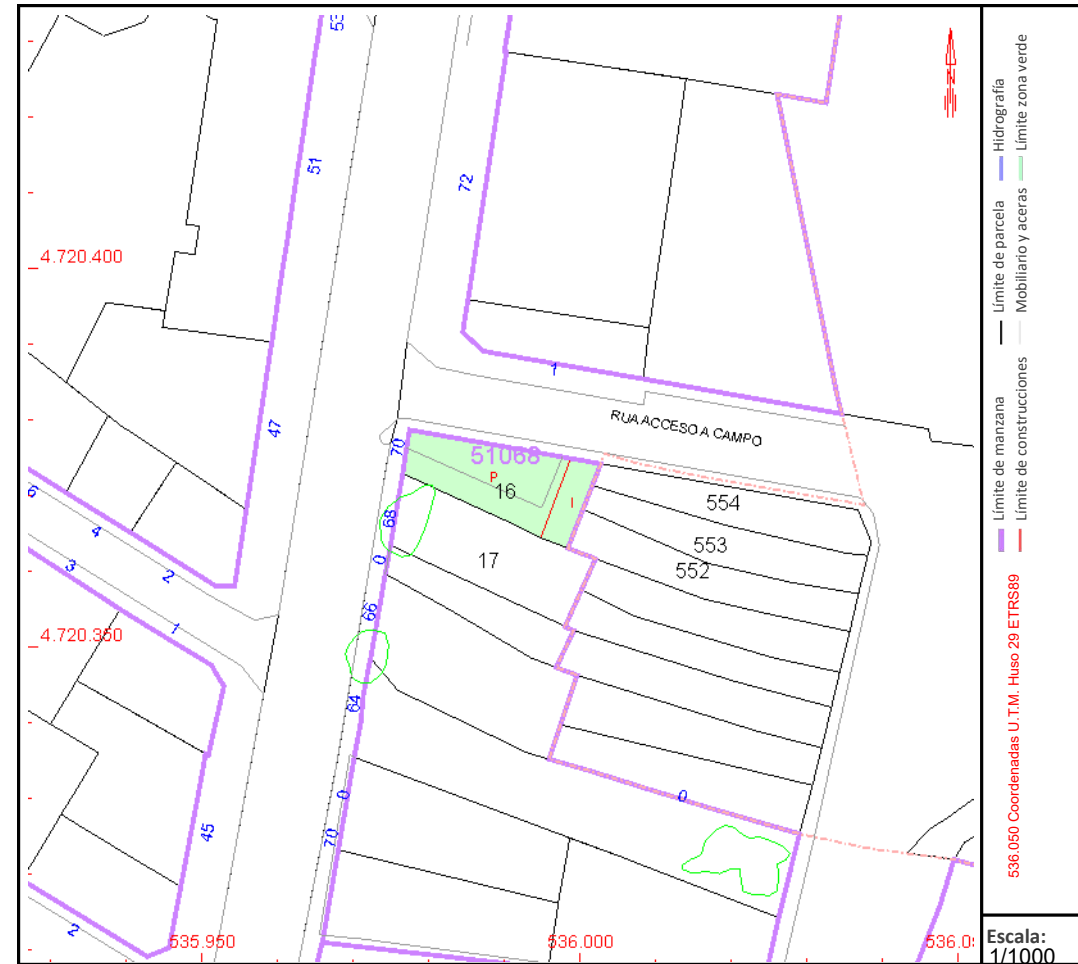 53
51
72
4.720.400
1
RUA ACCESO A CAMPO
47
70
51068
P
16
I
554
553
552
68
17
0
6
4
2
3
1
66
4.720.350
64
0
0
70
45
2
535.950
536.000
536.0
Límite de manzana
Límite de parcela
Hidrografía
Límite de construcciones
Mobiliario y aceras
Límite zona verde
536.050 Coordenadas U.T.M. Huso 29 ETRS89
N
Escala:
1/1000